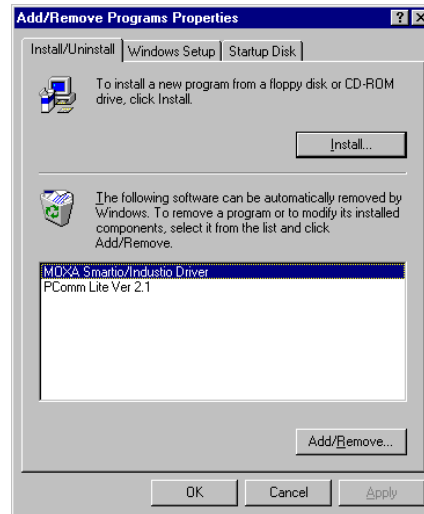 Add/Remove Programs Properties
Install/Uninstall Windows Setup Startup Disk
To install a new program from a floppy disk or CD-ROM
drive, click Install.
Install...
The following software can be automatically removed by
Windows. To remove a program or to modify its installed
components, select it from the list and click
Add/Remove.
MOXA Smartio/Industio Driver
PComm Lite Ver 2.1
Add/Remove...
OK Cancel Apply